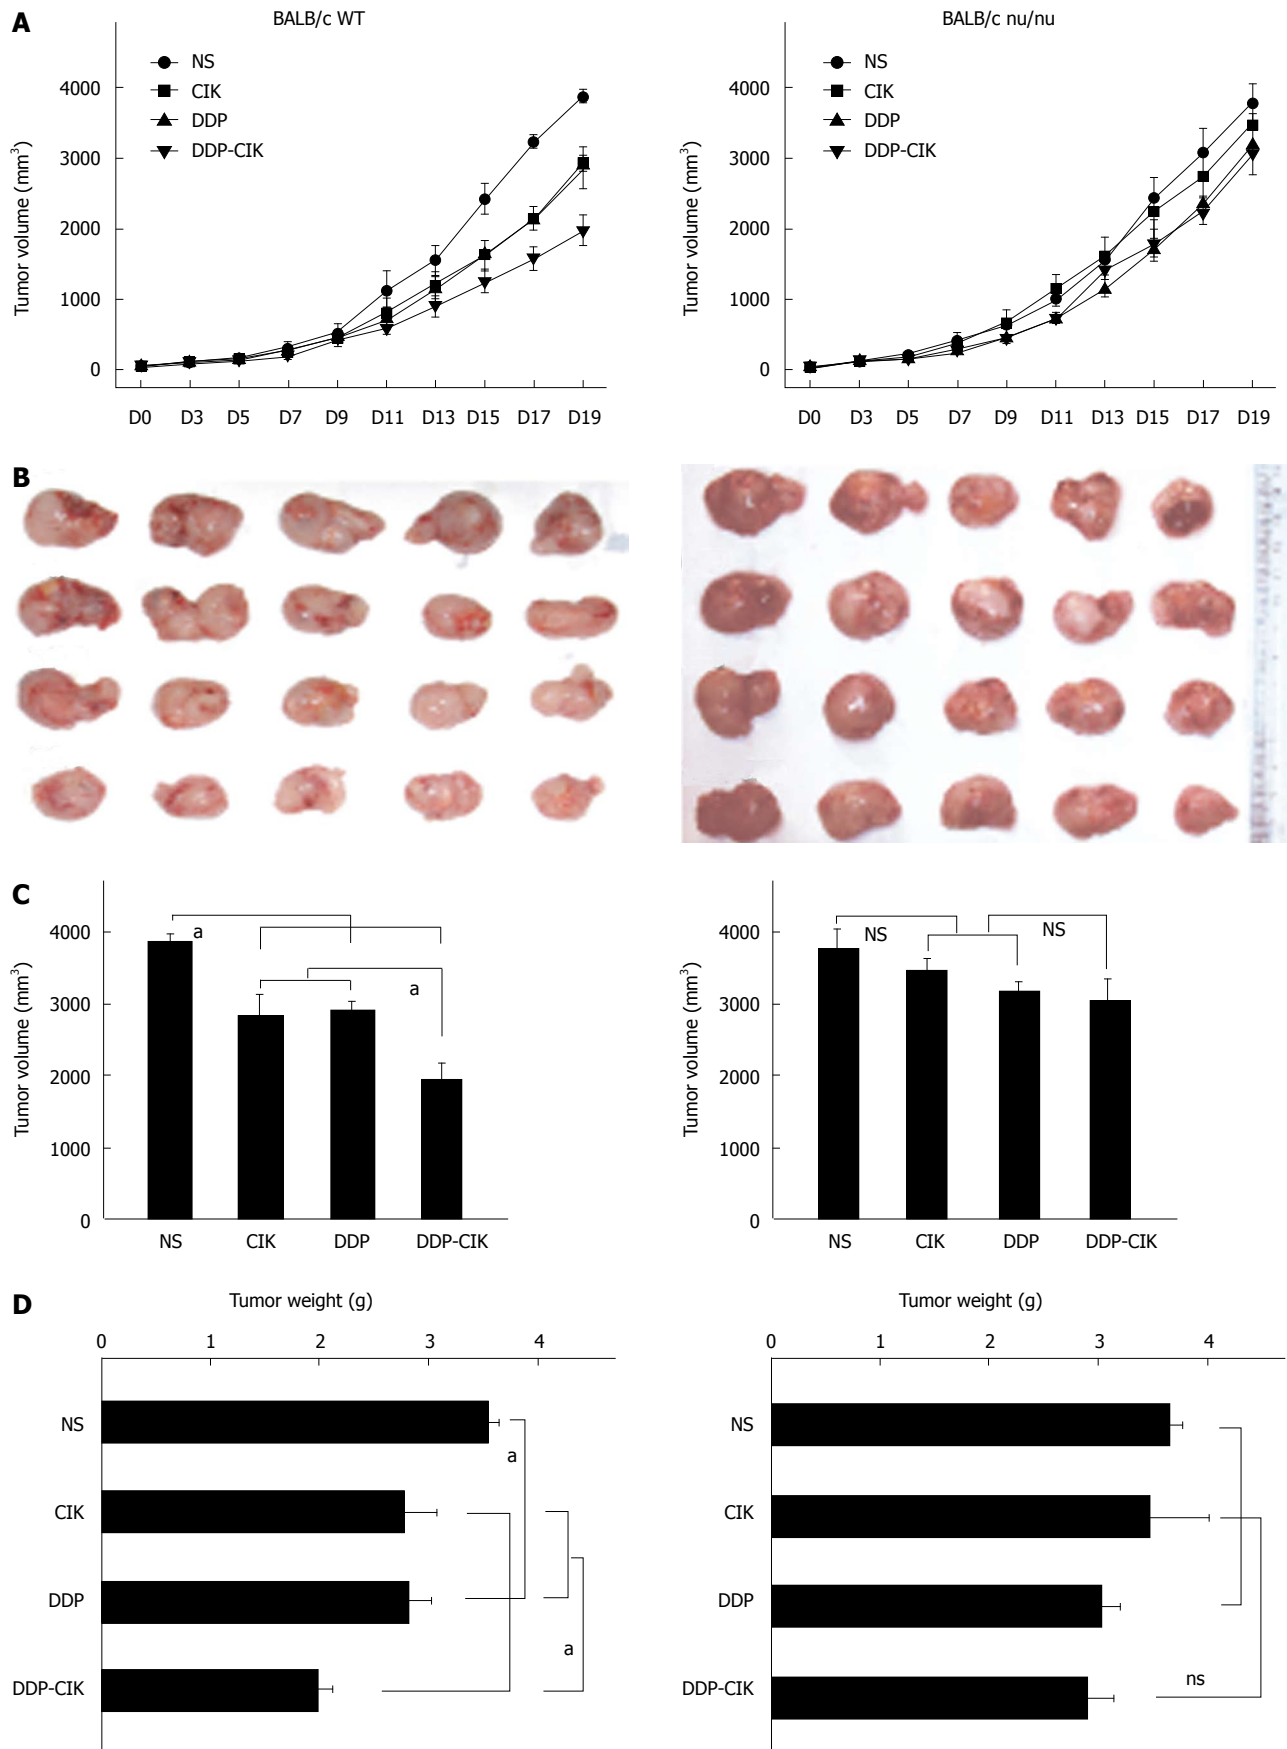 A
BALB/c WT
NS
CIK
DDP
DDP-CIK
Tumor volume (mm³)
4000
3000
2000
1000
0
D0 D3 D5 D7 D9 D11 D13 D15 D17 D19
BALB/c nu/nu
NS
CIK
DDP
DDP-CIK
Tumor volume (mm³)
4000
3000
2000
1000
0
D0 D3 D5 D7 D9 D11 D13 D15 D17 D19
B
C
Tumor volume (mm³)
4000
3000
2000
1000
0
a
a
NS CIK DDP DDP-CIK
Tumor volume (mm³)
4000
3000
2000
1000
0
NS
NS
NS CIK DDP DDP-CIK
D
Tumor weight (g)
0 1 2 3 4
NS
CIK
DDP
DDP-CIK
a
a
Tumor weight (g)
0 1 2 3 4
NS
CIK
DDP
DDP-CIK
ns